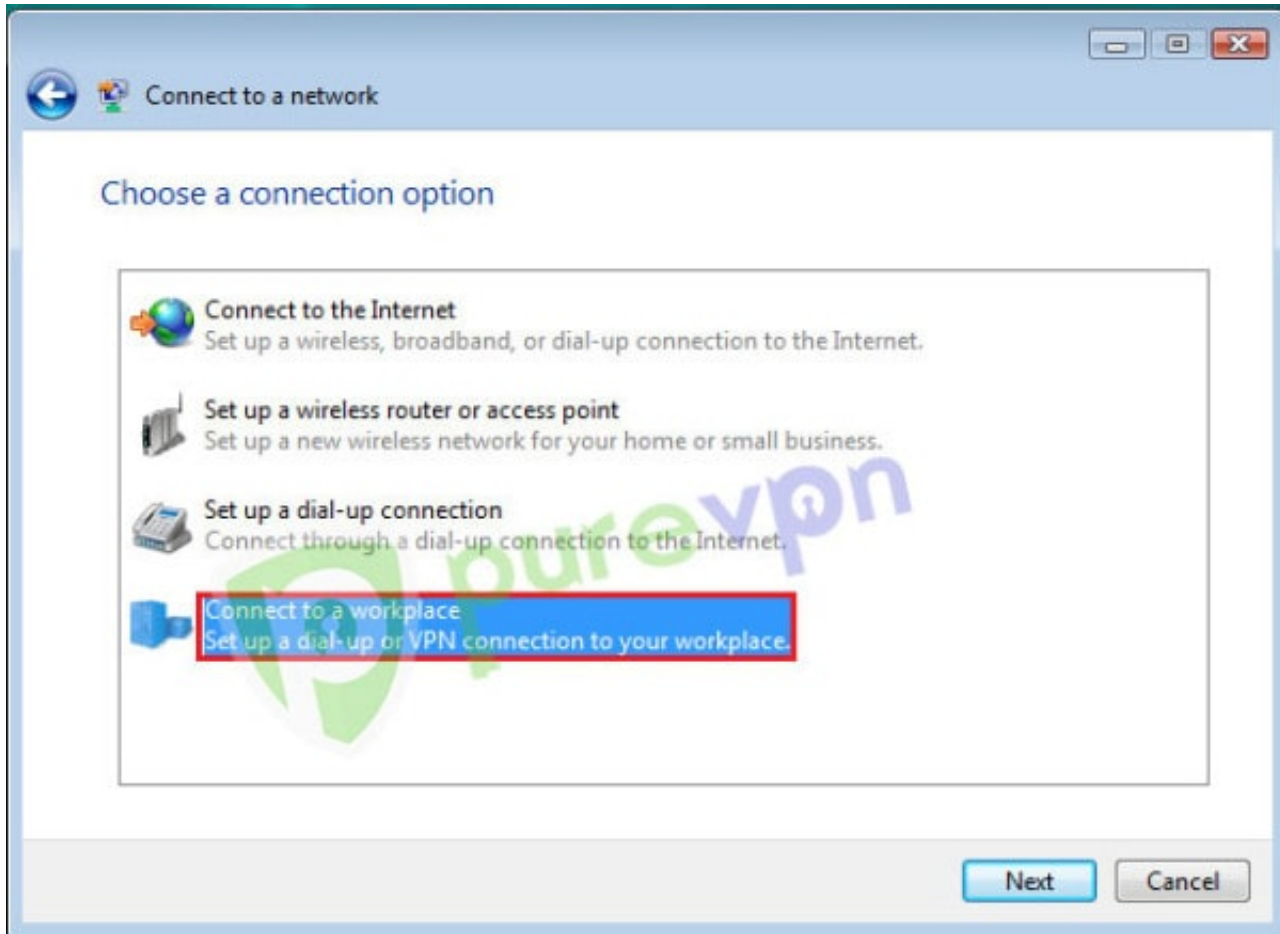 Connect to a network
Choose a connection option
Connect to the Internet
Set up a wireless, broadband, or dial-up connection to the Internet.
Set up a wireless router or access point
Set up a new wireless network for your home or small business.
Set up a dial-up connection
Connect through a dial-up connection to the Internet.
Connect to a workplace
Set up a dial-up or VPN connection to your workplace.
purevpn
Next
Cancel